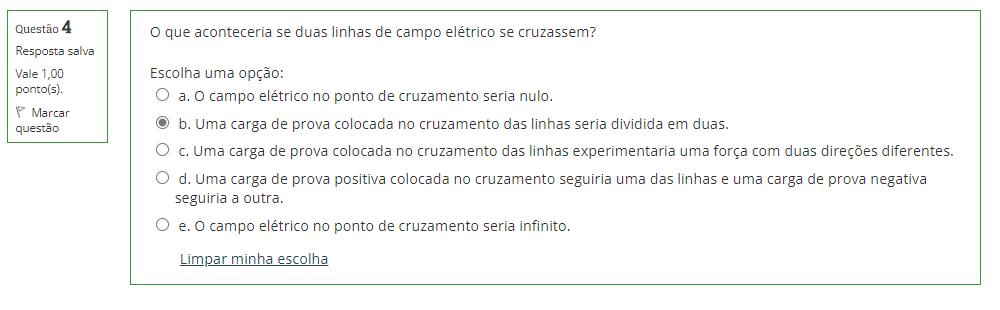 Questão 4
Resposta salva
Vale 1,00
ponto(s).
Marcar
questão
O que aconteceria se duas linhas de campo elétrico se cruzassem?
Escolha uma opção:
a. O campo elétrico no ponto de cruzamento seria nulo.
b. Uma carga de prova colocada no cruzamento das linhas seria dividida em duas.
c. Uma carga de prova colocada no cruzamento das linhas experimentaria uma força com duas direções diferentes.
d. Uma carga de prova positiva colocada no cruzamento seguiria uma das linhas e uma carga de prova negativa
seguiria a outra.
e. O campo elétrico no ponto de cruzamento seria infinito.
Limpar minha escolha